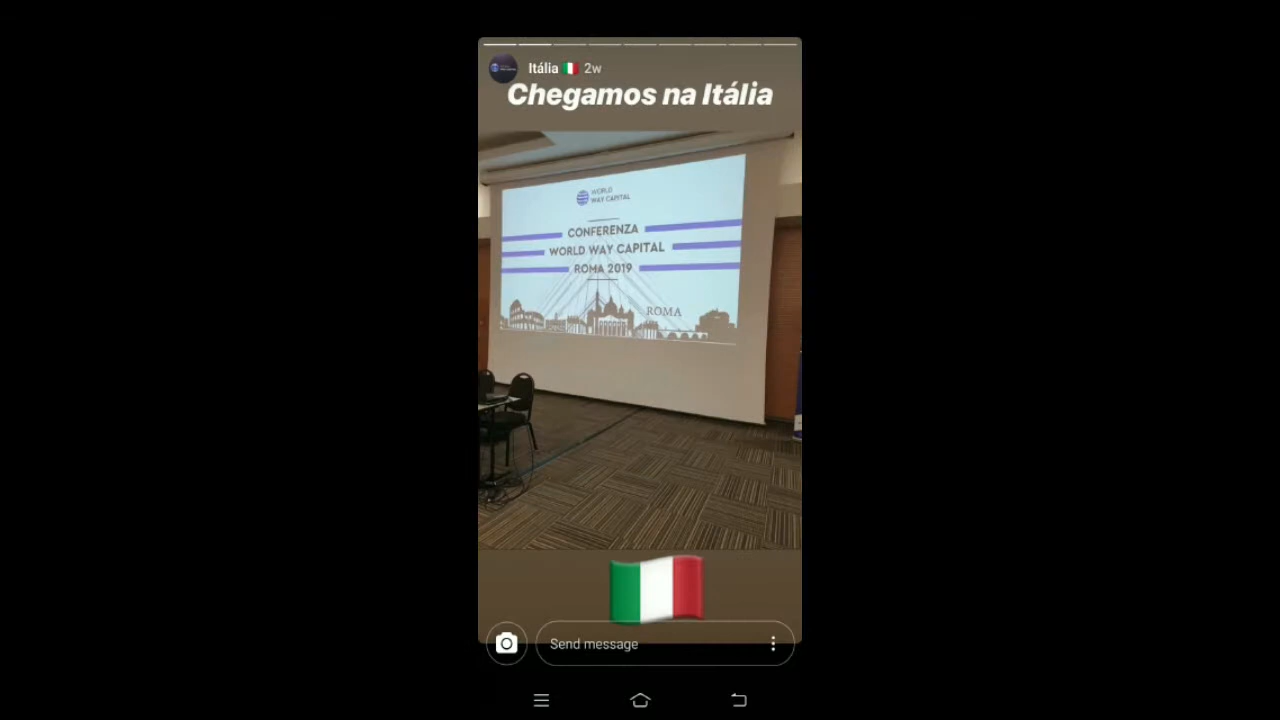 Itália 🇮🇹 2w
Chegamos na Itália
WORLD
WAY CAPITAL
CONFERENZA
WORLD WAY CAPITAL
ROMA 2019
ROMA
Send message